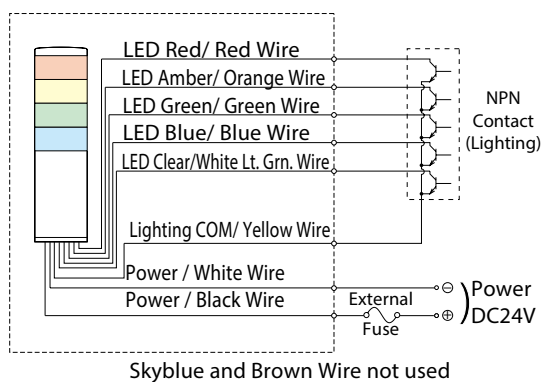 LED Red/ Red Wire
LED Amber/ Orange Wire
LED Green/ Green Wire
LED Blue/ Blue Wire
LED Clear/White Lt. Grn. Wire
NPN
Contact
(Lighting)
Lighting COM/ Yellow Wire
Power / White Wire
Power / Black Wire
External
Fuse
⊖
⊕
Power
DC24V
Skyblue and Brown Wire not used